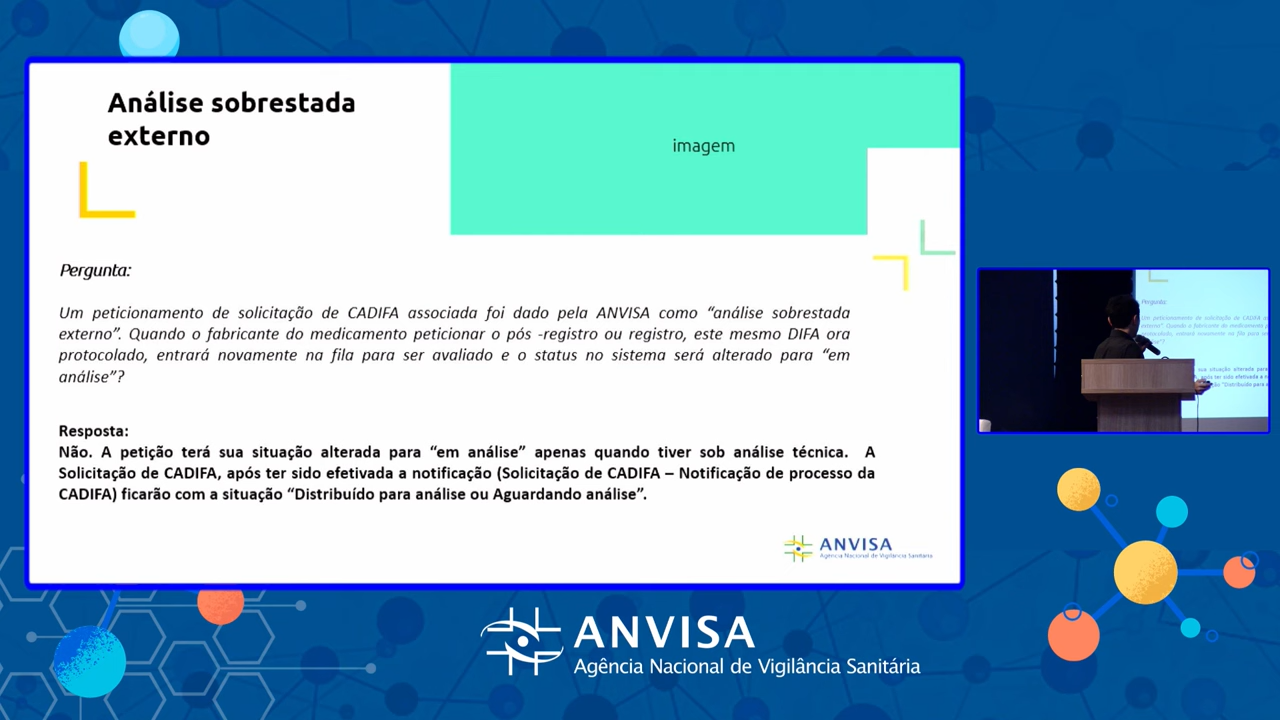 Análise sobrestada
externo
imagem
Pergunta:
Um peticionamento de solicitação de CADIFA associada foi dado pela ANVISA como “análise sobrestada
externo”. Quando o fabricante do medicamento peticionar o pós -registro ou registro, este mesmo DIFA ora
protocolado, entrará novamente na fila para ser avaliado e o status no sistema será alterado para “em
análise”?
Resposta:
Não. A petição terá sua situação alterada para “em análise” apenas quando tiver sob análise técnica. A
Solicitação de CADIFA, após ter sido efetivada a notificação (Solicitação de CADIFA – Notificação de processo da
CADIFA) ficarão com a situação “Distribuído para análise ou Aguardando análise”.
ANVISA
Agência Nacional de Vigilância Sanitária
ANVISA
Agência Nacional de Vigilância Sanitária